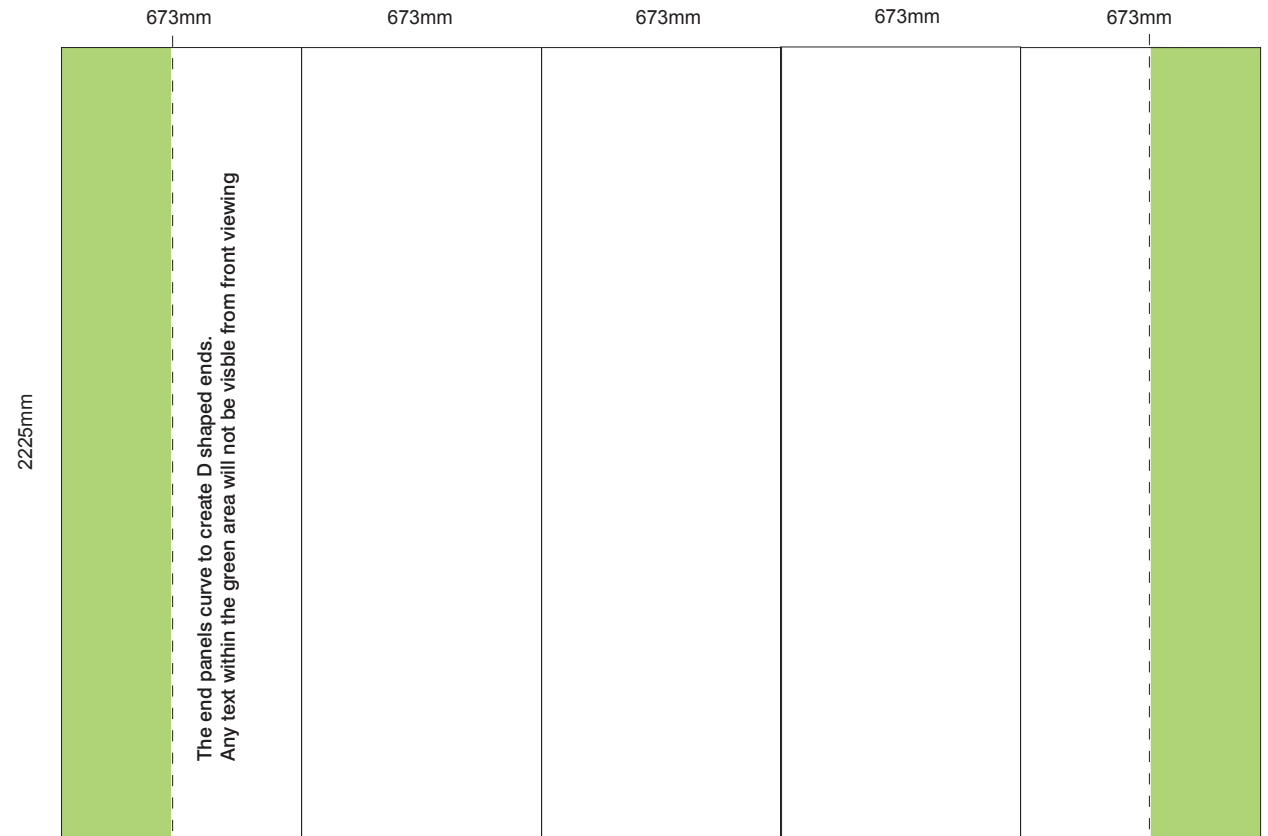 673mm
673mm
673mm
673mm
673mm
2225mm
The end panels curve to create D shaped ends.
Any text within the green area will not be visble from front viewing